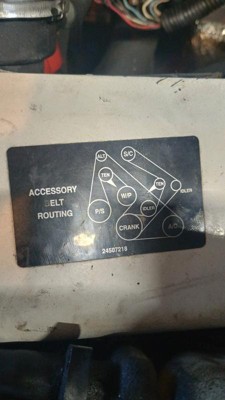 ACCESSORY
BELT
ROUTING
ALT
S/C
TEN
TEN
IDLER
W/P
P/S
IDLER
CRANK
A/C
24507218